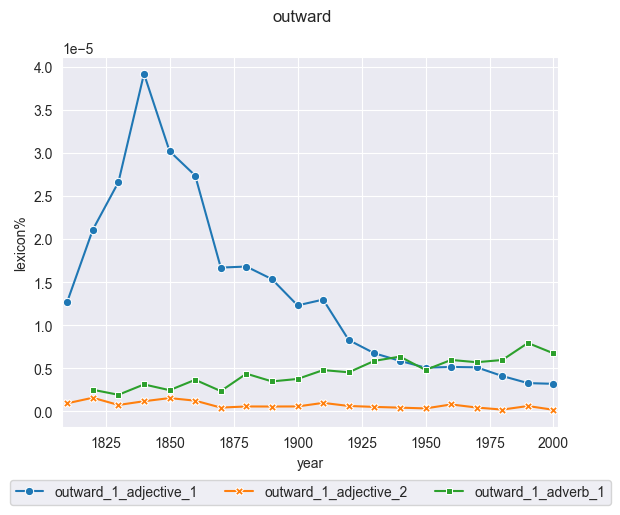 outward
1e−5
4.0
3.5
3.0
2.5
2.0
1.5
1.0
0.5
0.0
lexicon%
1825 1850 1875 1900 1925 1950 1975 2000
year
outward_1_adjective_1 outward_1_adjective_2 outward_1_adverb_1